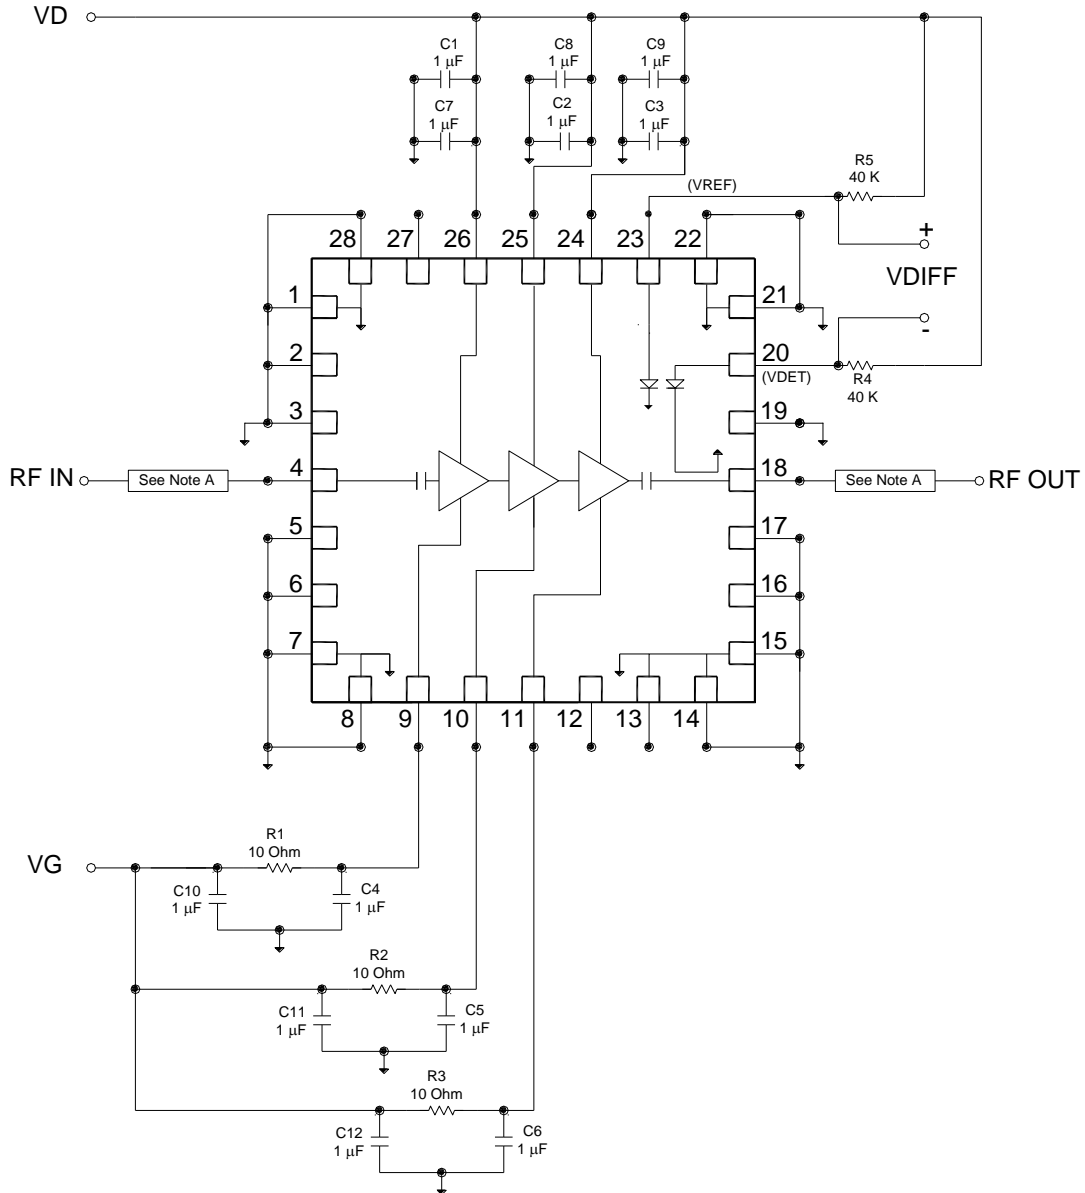 VD
C1
1 µF
C8
1 µF
C9
1 µF
C7
1 µF
C2
1 µF
C3
1 µF
R5
40 K
(VREF)
+
VDIFF
-
28
27
26
25
24
23
22
1
21
2
20
(VDET)
R4
40 K
3
19
RF IN
See Note A
4
18
See Note A
RF OUT
5
17
6
16
7
15
8
9
10
11
12
13
14
VG
R1
10 Ohm
C10
1 µF
C4
1 µF
R2
10 Ohm
C11
1 µF
C5
1 µF
R3
10 Ohm
C12
1 µF
C6
1 µF